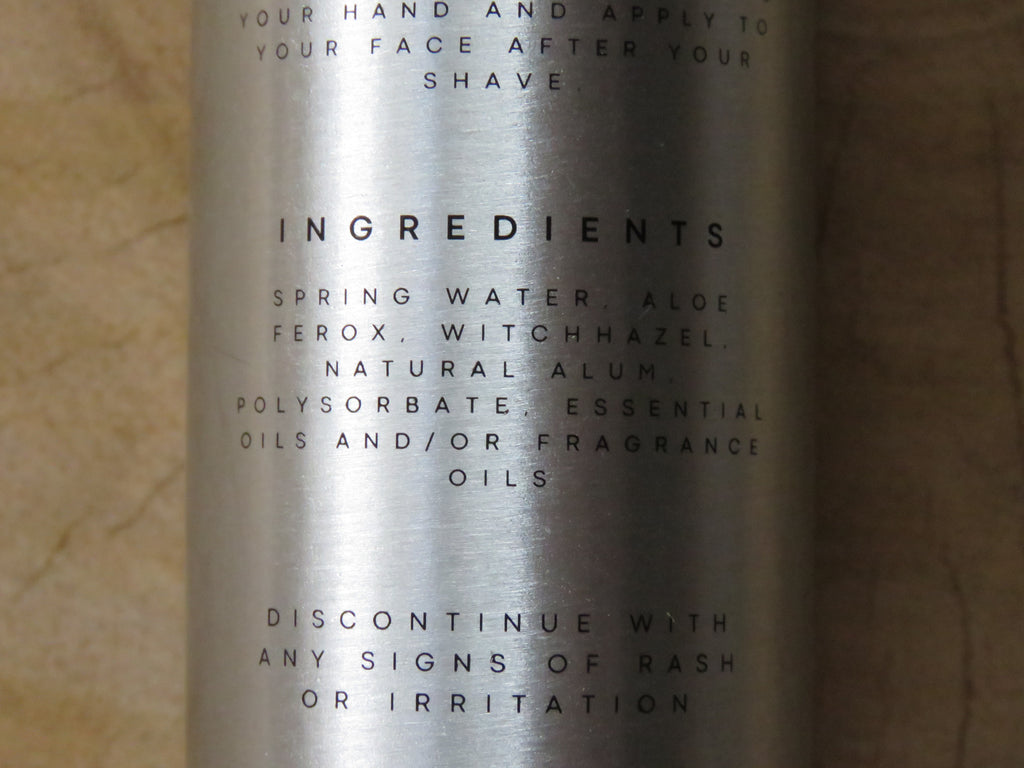 YOUR HAND AND APPLY TO
YOUR FACE AFTER YOUR
SHAVE.
INGREDIENTS
SPRING WATER, ALOE
FEROX, WITCHHAZEL,
NATURAL ALUM,
POLYSORBATE, ESSENTIAL
OILS AND/OR FRAGRANCE
OILS
DISCONTINUE WITH
ANY SIGNS OF RASH
OR IRRITATION